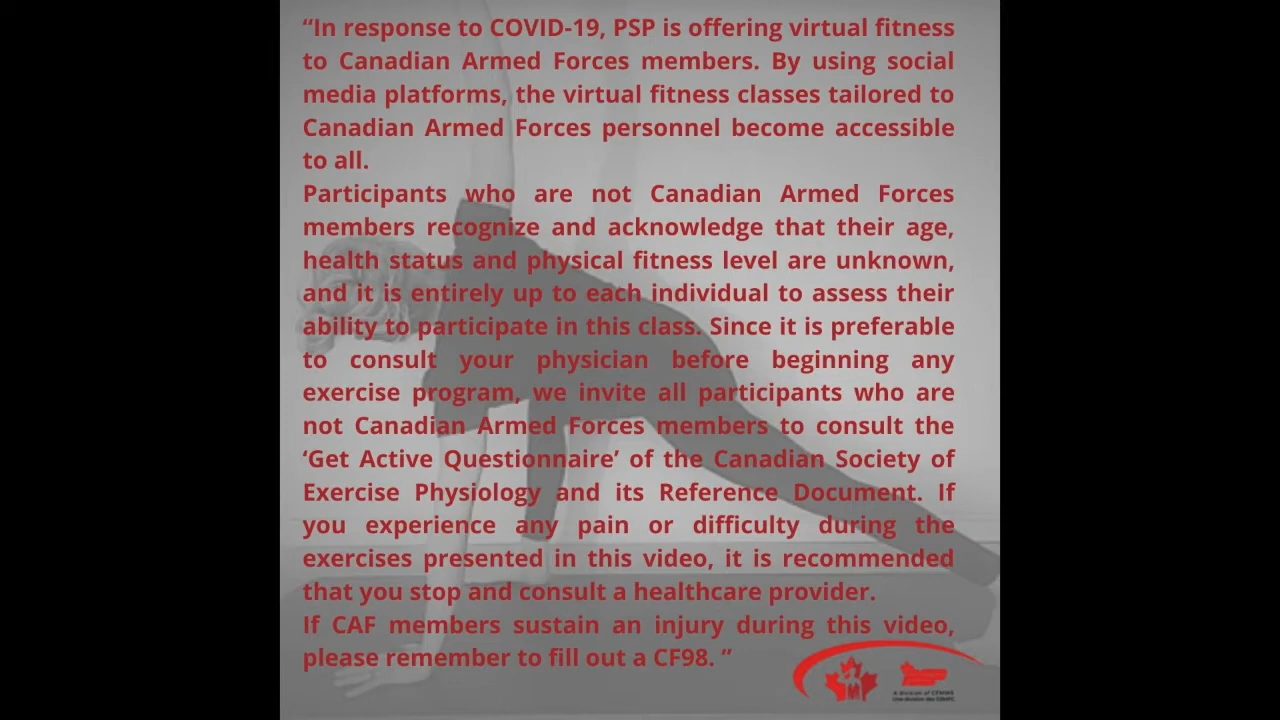 “In response to COVID-19, PSP is offering virtual fitness
to Canadian Armed Forces members. By using social
media platforms, the virtual fitness classes tailored to
Canadian Armed Forces personnel become accessible
to all.
Participants who are not Canadian Armed Forces
members recognize and acknowledge that their age,
health status and physical fitness level are unknown,
and it is entirely up to each individual to assess their
ability to participate in this class. Since it is preferable
to consult your physician before beginning any
exercise program, we invite all participants who are
not Canadian Armed Forces members to consult the
‘Get Active Questionnaire’ of the Canadian Society of
Exercise Physiology and its Reference Document. If
you experience any pain or difficulty during the
exercises presented in this video, it is recommended
that you stop and consult a healthcare provider.
If CAF members sustain an injury during this video,
please remember to fill out a CF98. ”
A division of CFMWS
Une division des SBMFC